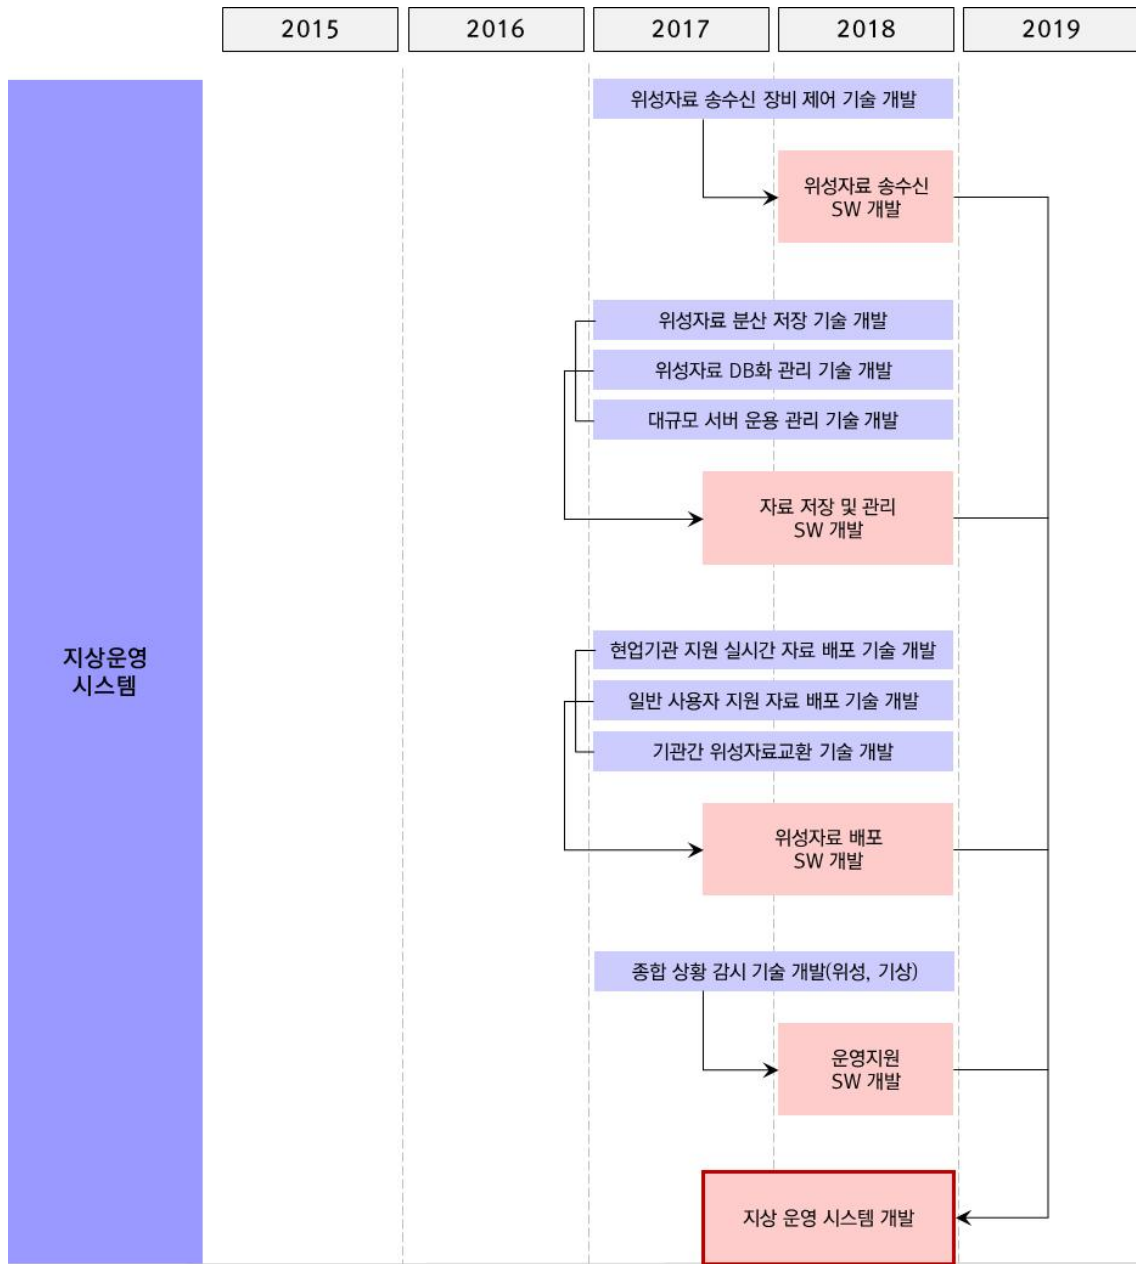 2015
2016
2017
2018
2019
지상운영
시스템
위성자료 송수신 장비 제어 기술 개발
위성자료 송수신
SW 개발
위성자료 분산 저장 기술 개발
위성자료 DB화 관리 기술 개발
대규모 서버 운용 관리 기술 개발
자료 저장 및 관리
SW 개발
현업기관 지원 실시간 자료 배포 기술 개발
일반 사용자 지원 자료 배포 기술 개발
기관간 위성자료교환 기술 개발
위성자료 배포
SW 개발
종합 상황 감시 기술 개발(위성, 기상)
운영지원
SW 개발
지상 운영 시스템 개발